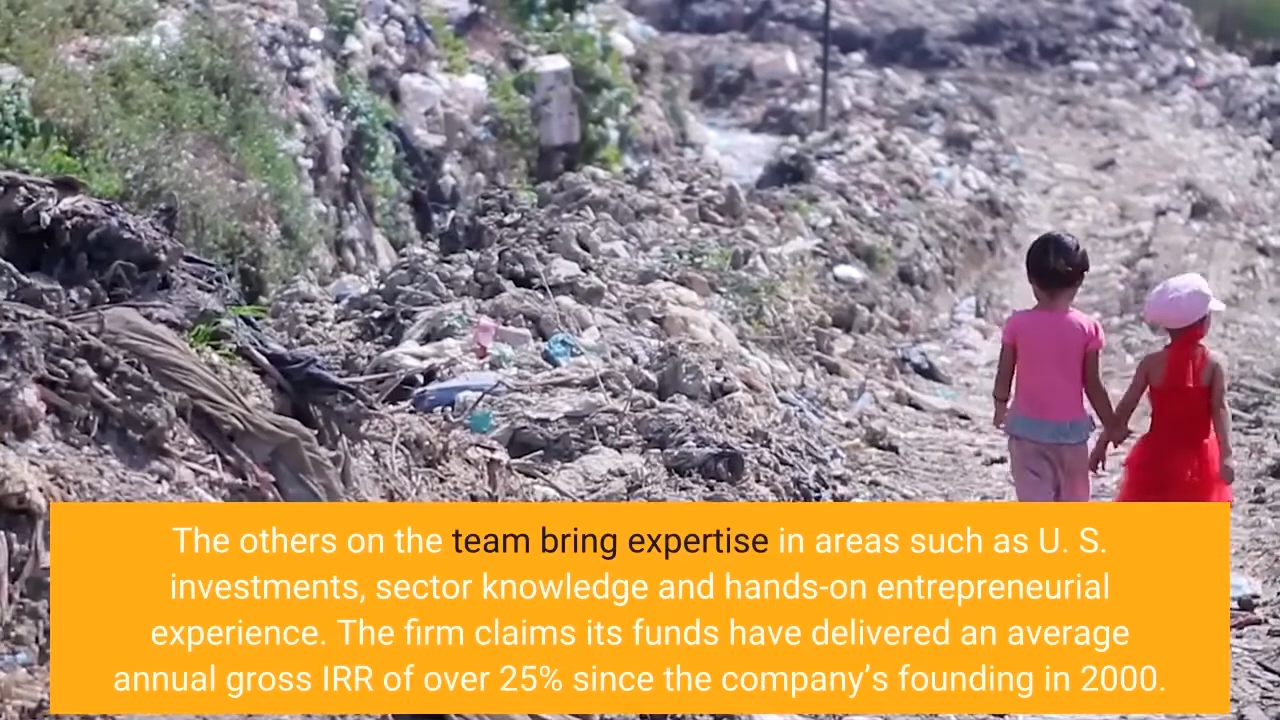 The others on the team bring expertise in areas such as U. S.
investments, sector knowledge and hands-on entrepreneurial
experience. The firm claims its funds have delivered an average
annual gross IRR of over 25% since the company’s founding in 2000.